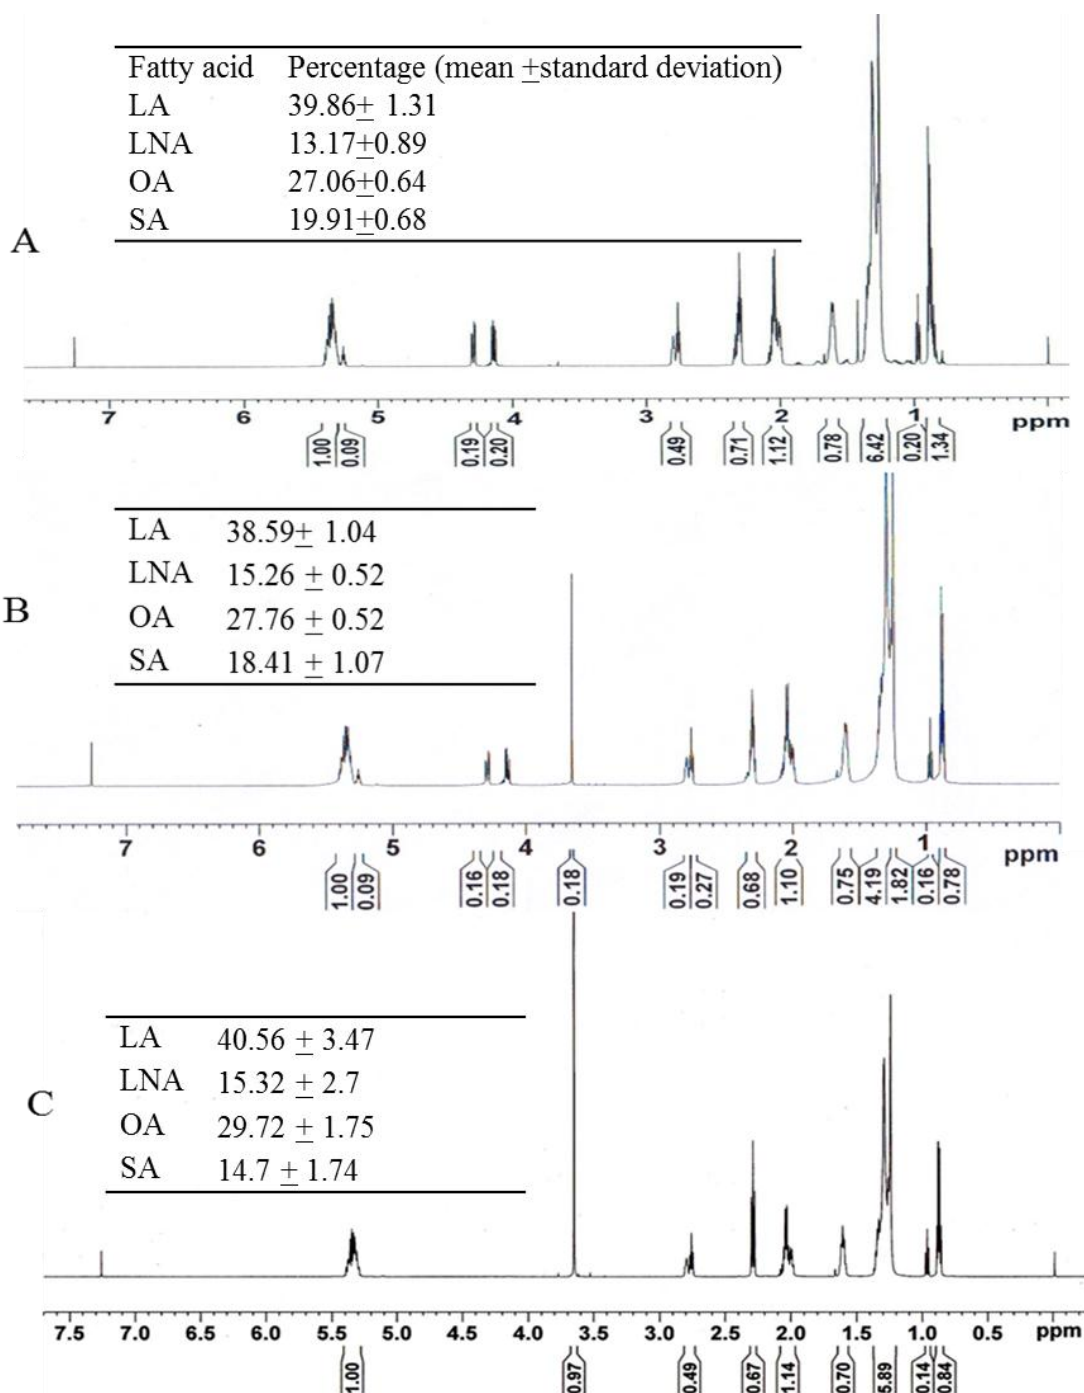 Fatty acid Percentage (mean ±standard deviation)
LA 39.86± 1.31
LNA 13.17±0.89
OA 27.06±0.64
SA 19.91±0.68
A
7 6 5 4 3 2 1 ppm
1.00 0.09 0.19 0.20 0.49 0.71 1.12 0.78 6.42 0.20 1.34
LA 38.59± 1.04
LNA 15.26 ± 0.52
B
OA 27.76 ± 0.52
SA 18.41 ± 1.07
7 6 5 4 3 2 1 ppm
1.00 0.09 0.16 0.18 0.18 0.19 0.27 0.68 1.10 0.75 4.19 1.82 0.16 0.78
LA 40.56 ± 3.47
LNA 15.32 ± 2.7
C
OA 29.72 ± 1.75
SA 14.7 ± 1.74
7.5 7.0 6.5 6.0 5.5 5.0 4.5 4.0 3.5 3.0 2.5 2.0 1.5 1.0 0.5 ppm
1.00 0.97 0.49 0.67 1.14 0.70 5.89 0.14 0.84